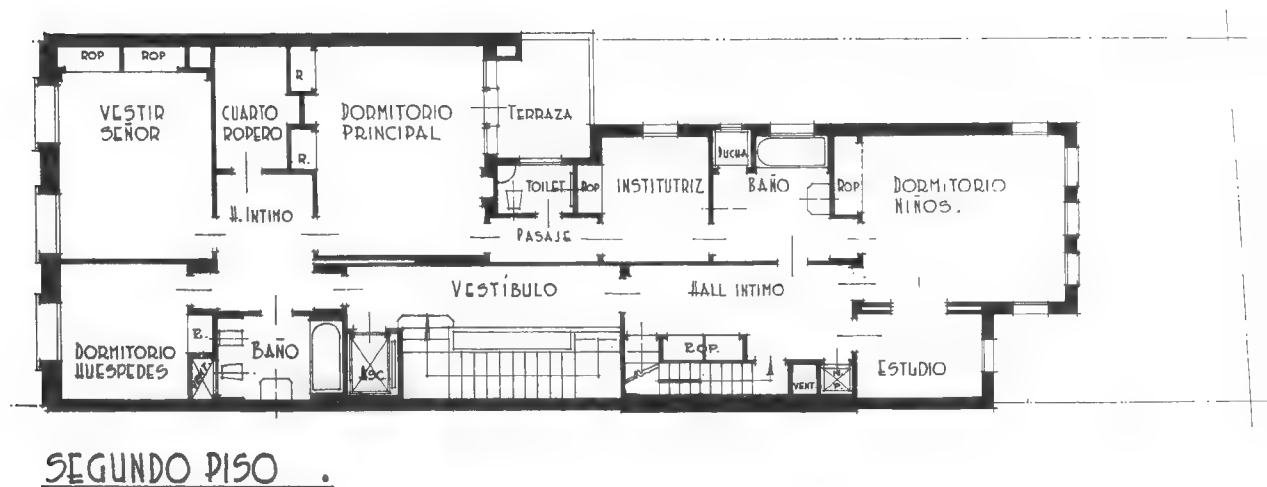 ROP
ROP
R
VESTIR
SEÑOR
CUARTO
ROPERO
R.
DORMITORIO
PRINCIPAL
TERRAZA
DUCHA
TOILET
ROP
INSTITUTRIZ
BAÑO
ROP
DORMITORIO
NIÑOS.
H. INTIMO
PASAJE
VESTÍBULO
HALL INTIMO
R.
DORMITORIO
HUESPEDES
BAÑO
ASC
ROP.
VENT.
ESTUDIO
SEGUNDO PISO .